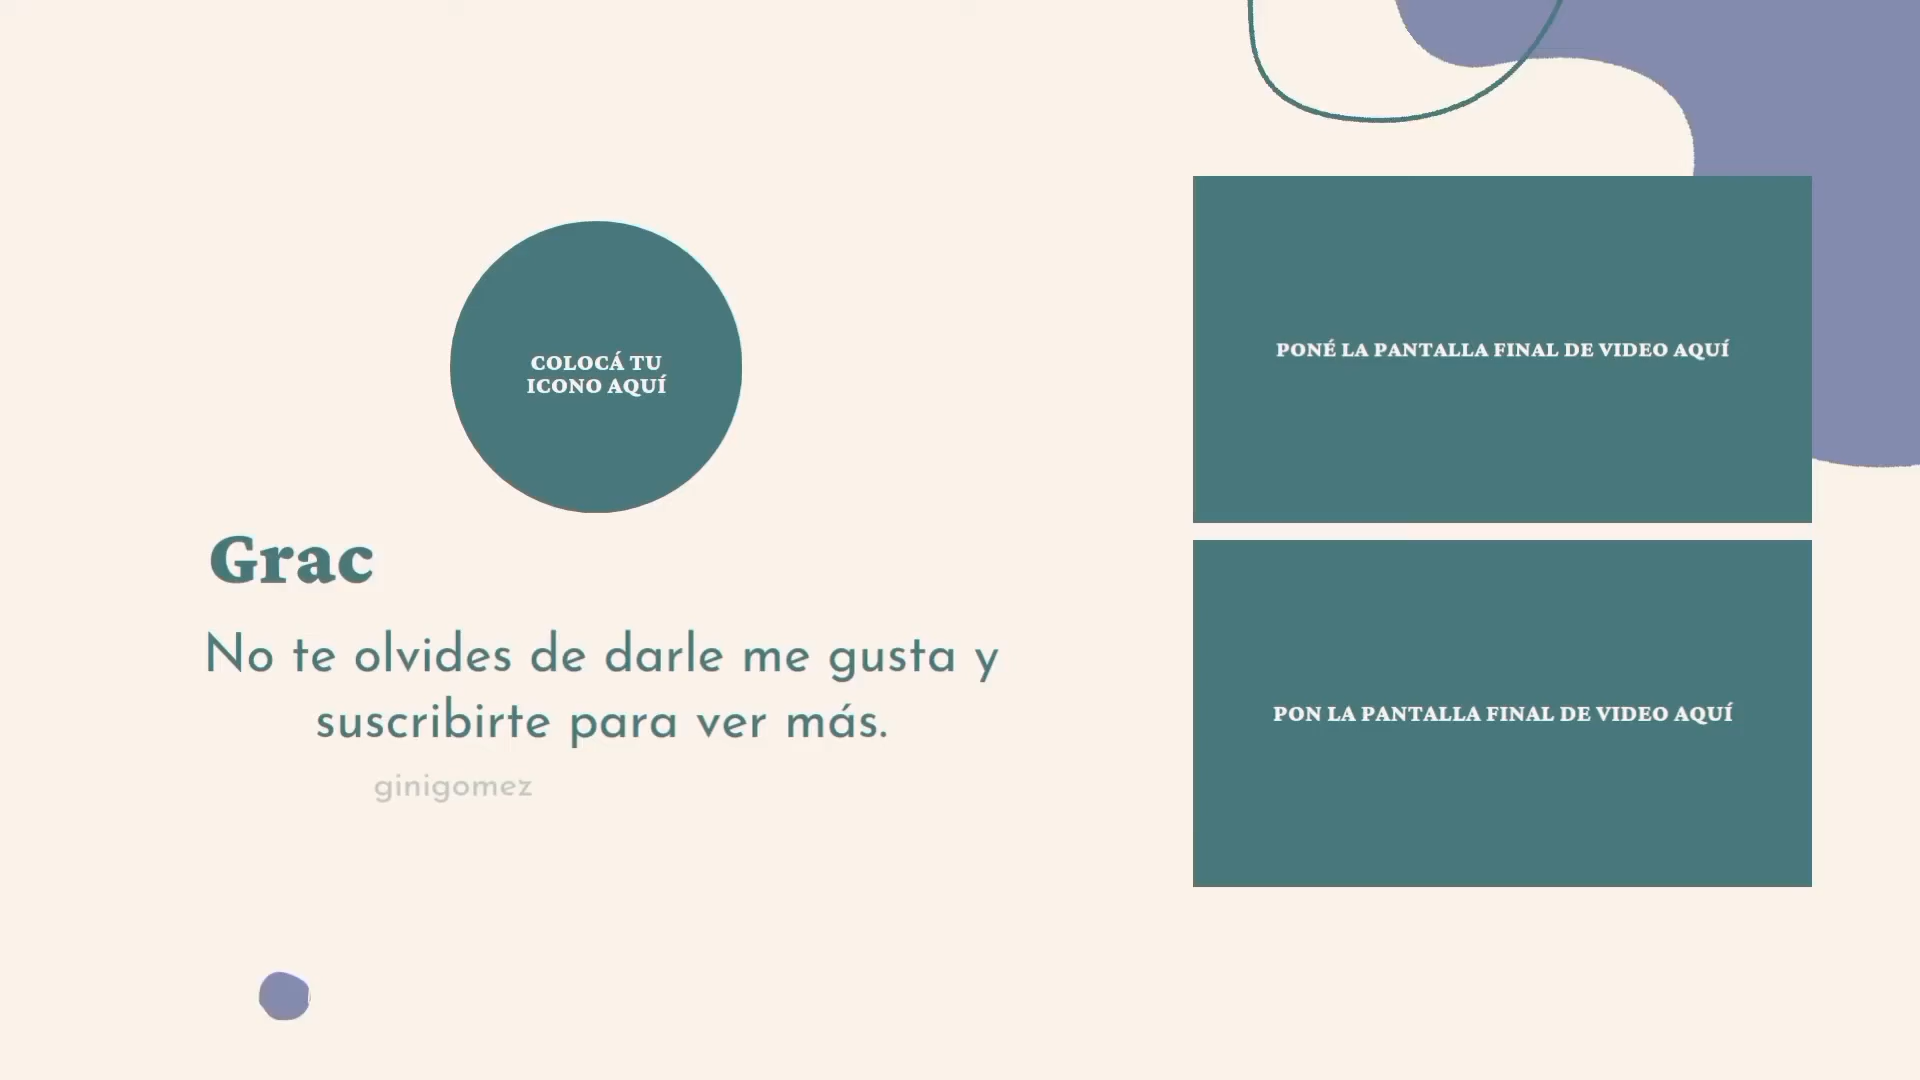 COLOCÁ TU
ICONO AQUÍ
Grac
No te olvides de darle me gusta y
suscribirte para ver más.
ginigomez
PONÉ LA PANTALLA FINAL DE VIDEO AQUÍ
PON LA PANTALLA FINAL DE VIDEO AQUÍ